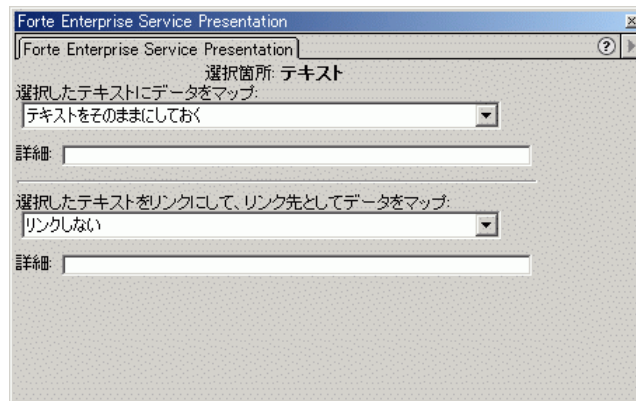 Forte Enterprise Service Presentation
Forte Enterprise Service Presentation
選択箇所: テキスト
選択したテキストにデータをマップ:
テキストをそのままにしておく
詳細:
選択したテキストをリンクにして、リンク先としてデータをマップ:
リンクしない
詳細: